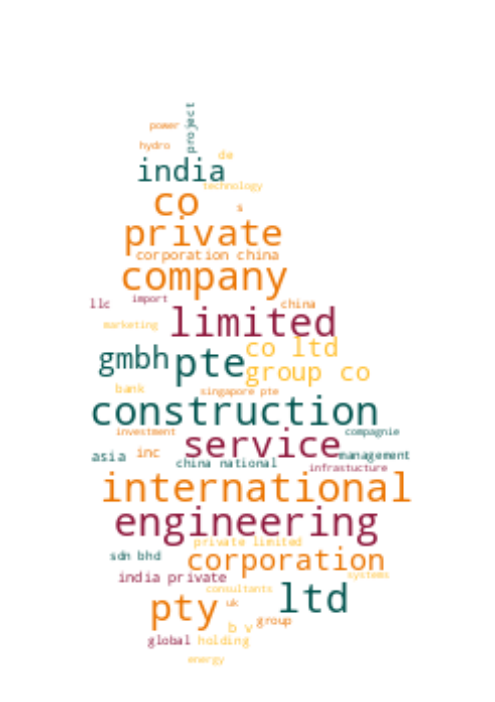 project
power
hydro
de
india
technology
co s
private
corporation china
company
llc import china
limited
marketing
co ltd
gmbh pte
group co
bank singapore pte
construction
investment compagnie
service
asia inc china national management
infrastucture
international
engineering
private limited
sdn bhd corporation
india private systems
consultants
pty uk ltd
b v group
global holding
energy